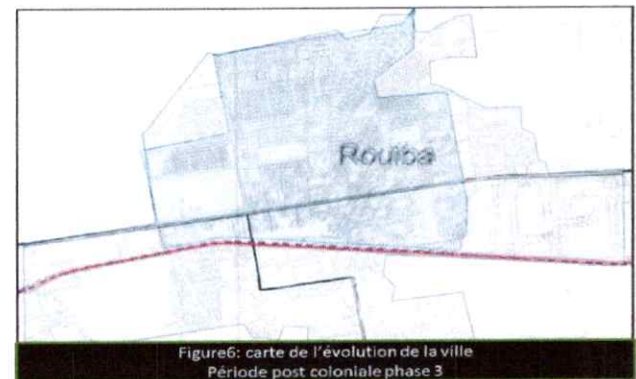 Rouiba
Figure6: carte de l'évolution de la ville
Période post coloniale phase 3